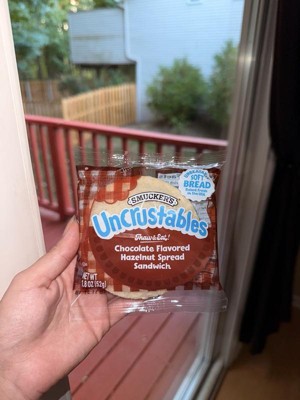 SMUCKER'S
UNCRUSTABLES
Thaw & Eat!
Chocolate Flavored
Hazelnut Spread
Sandwich
SOFT
BREAD
NET WT
1.8 OZ (52g)